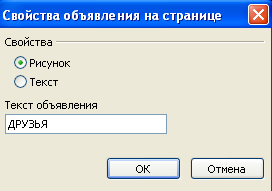 Свойства объявления на странице
Свойства
Рисунок
Текст
Текст объявления
ДРУЗЬЯ
ОК
Отмена